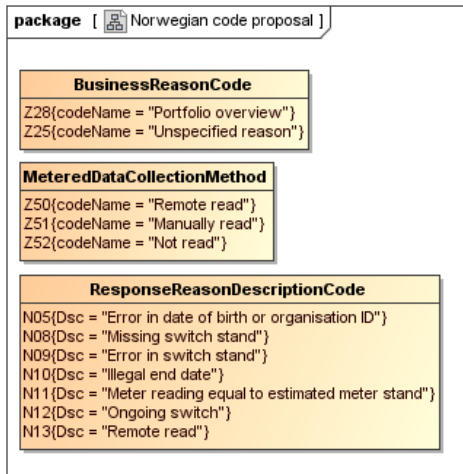 package [ Norwegian code proposal ]
BusinessReasonCode
Z28{codeName = "Portfolio overview"}
Z25{codeName = "Unspecified reason"}
MeteredDataCollectionMethod
Z50{codeName = "Remote read"}
Z51{codeName = "Manually read"}
Z52{codeName = "Not read"}
ResponseReasonDescriptionCode
N05{Dsc = "Error in date of birth or organisation ID"}
N08{Dsc = "Missing switch stand"}
N09{Dsc = "Error in switch stand"}
N10{Dsc = "Illegal end date"}
N11{Dsc = "Meter reading equal to estimated meter stand"}
N12{Dsc = "Ongoing switch"}
N13{Dsc = "Remote read"}